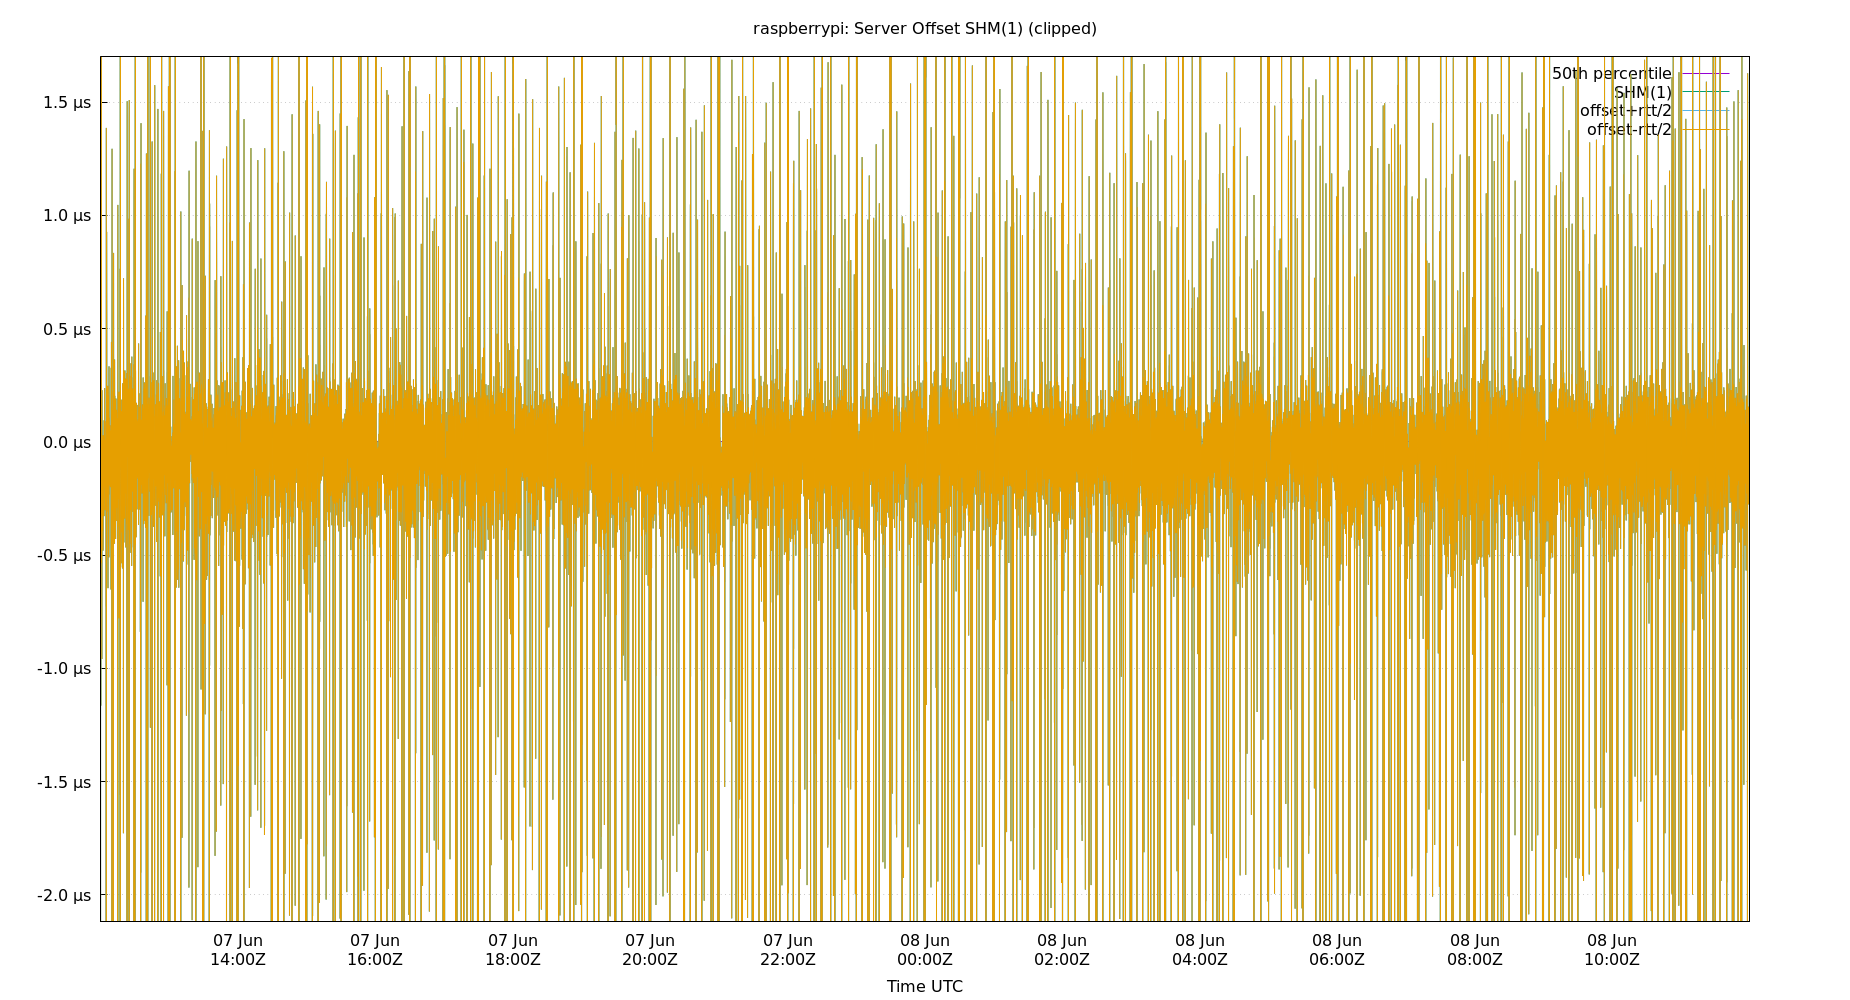 raspberrypi: Server Offset SHM(1) (clipped)
50th percentile
SHM(1)
offset+rtt/2
offset-rtt/2
1.5 µs
1.0 µs
0.5 µs
0.0 µs
-0.5 µs
-1.0 µs
-1.5 µs
-2.0 µs
07 Jun 07 Jun 07 Jun 07 Jun 07 Jun 08 Jun 08 Jun 08 Jun 08 Jun 08 Jun 08 Jun
14:00Z 16:00Z 18:00Z 20:00Z 22:00Z 00:00Z 02:00Z 04:00Z 06:00Z 08:00Z 10:00Z
Time UTC